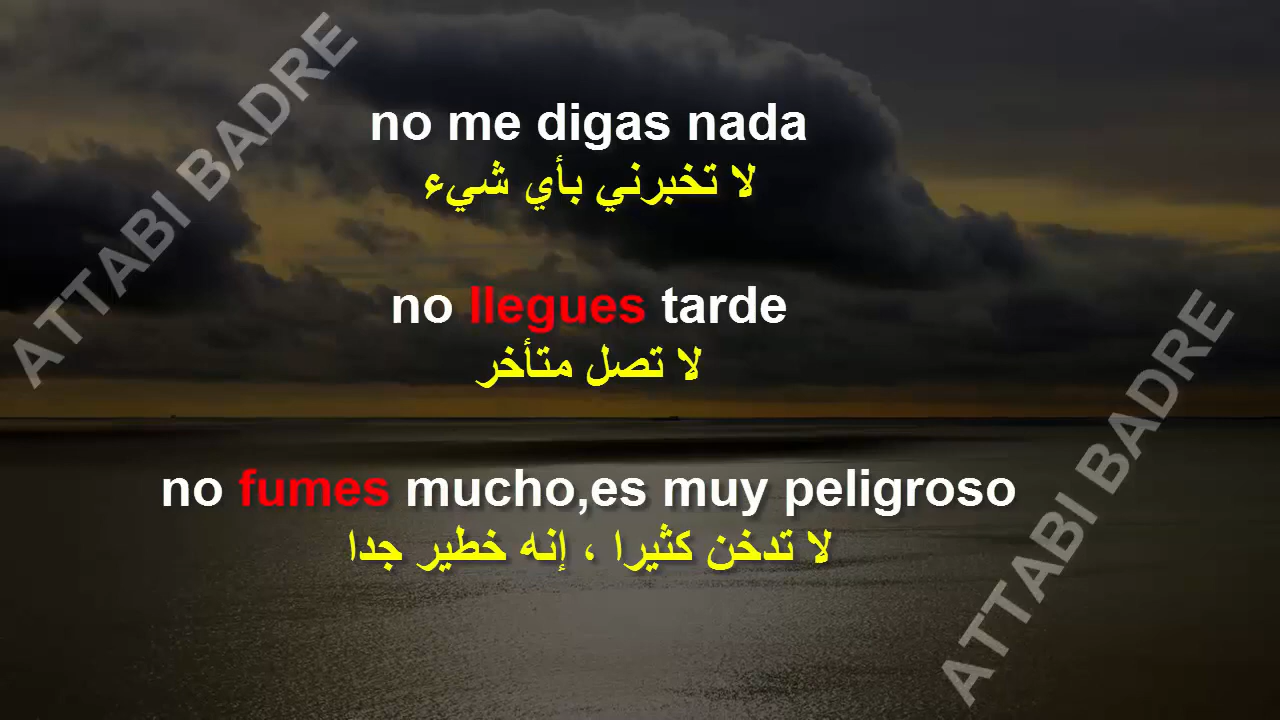 no me digas nada
لا تخبرني بأي شيء
no llegues tarde
لا تصل متأخر
no fumes mucho,es muy peligroso
لا تدخن كثيرا ، إنه خطير جدا
ATTABI BADRE
ATTABI BADRE